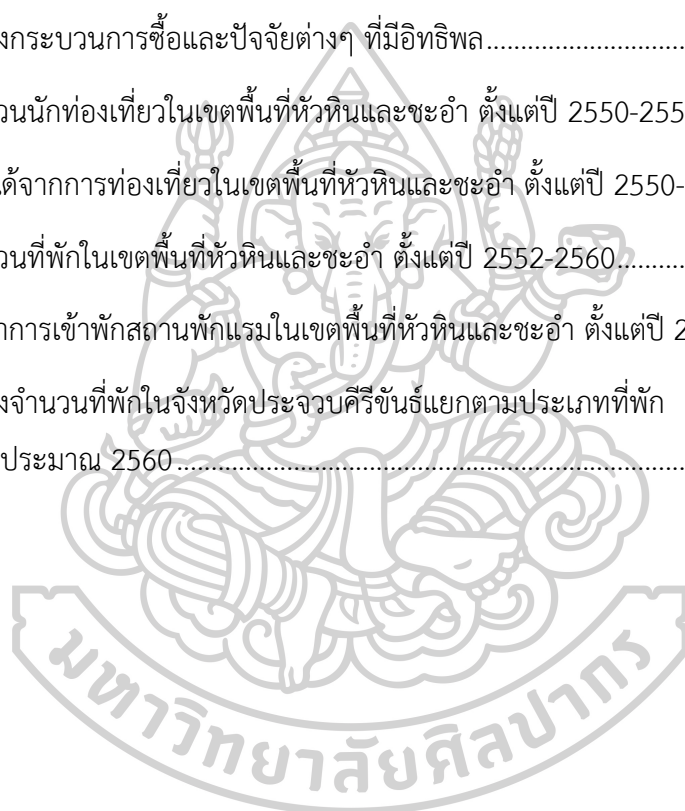 งกระบวนการซื้อและปัจจัยต่างๆ ที่มีอิทธิพล
วนนักท่องเที่ยวในเขตพื้นที่หัวหินและชะอำ ตั้งแต่ปี 2550-255
ด้จากการท่องเที่ยวในเขตพื้นที่หัวหินและชะอำ ตั้งแต่ปี 2550-
วนที่พักในเขตพื้นที่หัวหินและชะอำ ตั้งแต่ปี 2552-2560
าการเข้าพักสถานพักแรมในเขตพื้นที่หัวหินและชะอำ ตั้งแต่ปี 2
งจำนวนที่พักในจังหวัดประจวบคีรีขันธ์แยกตามประเภทที่พัก
ประมาณ 2560
มหาวิทยาลัยศิลปากร